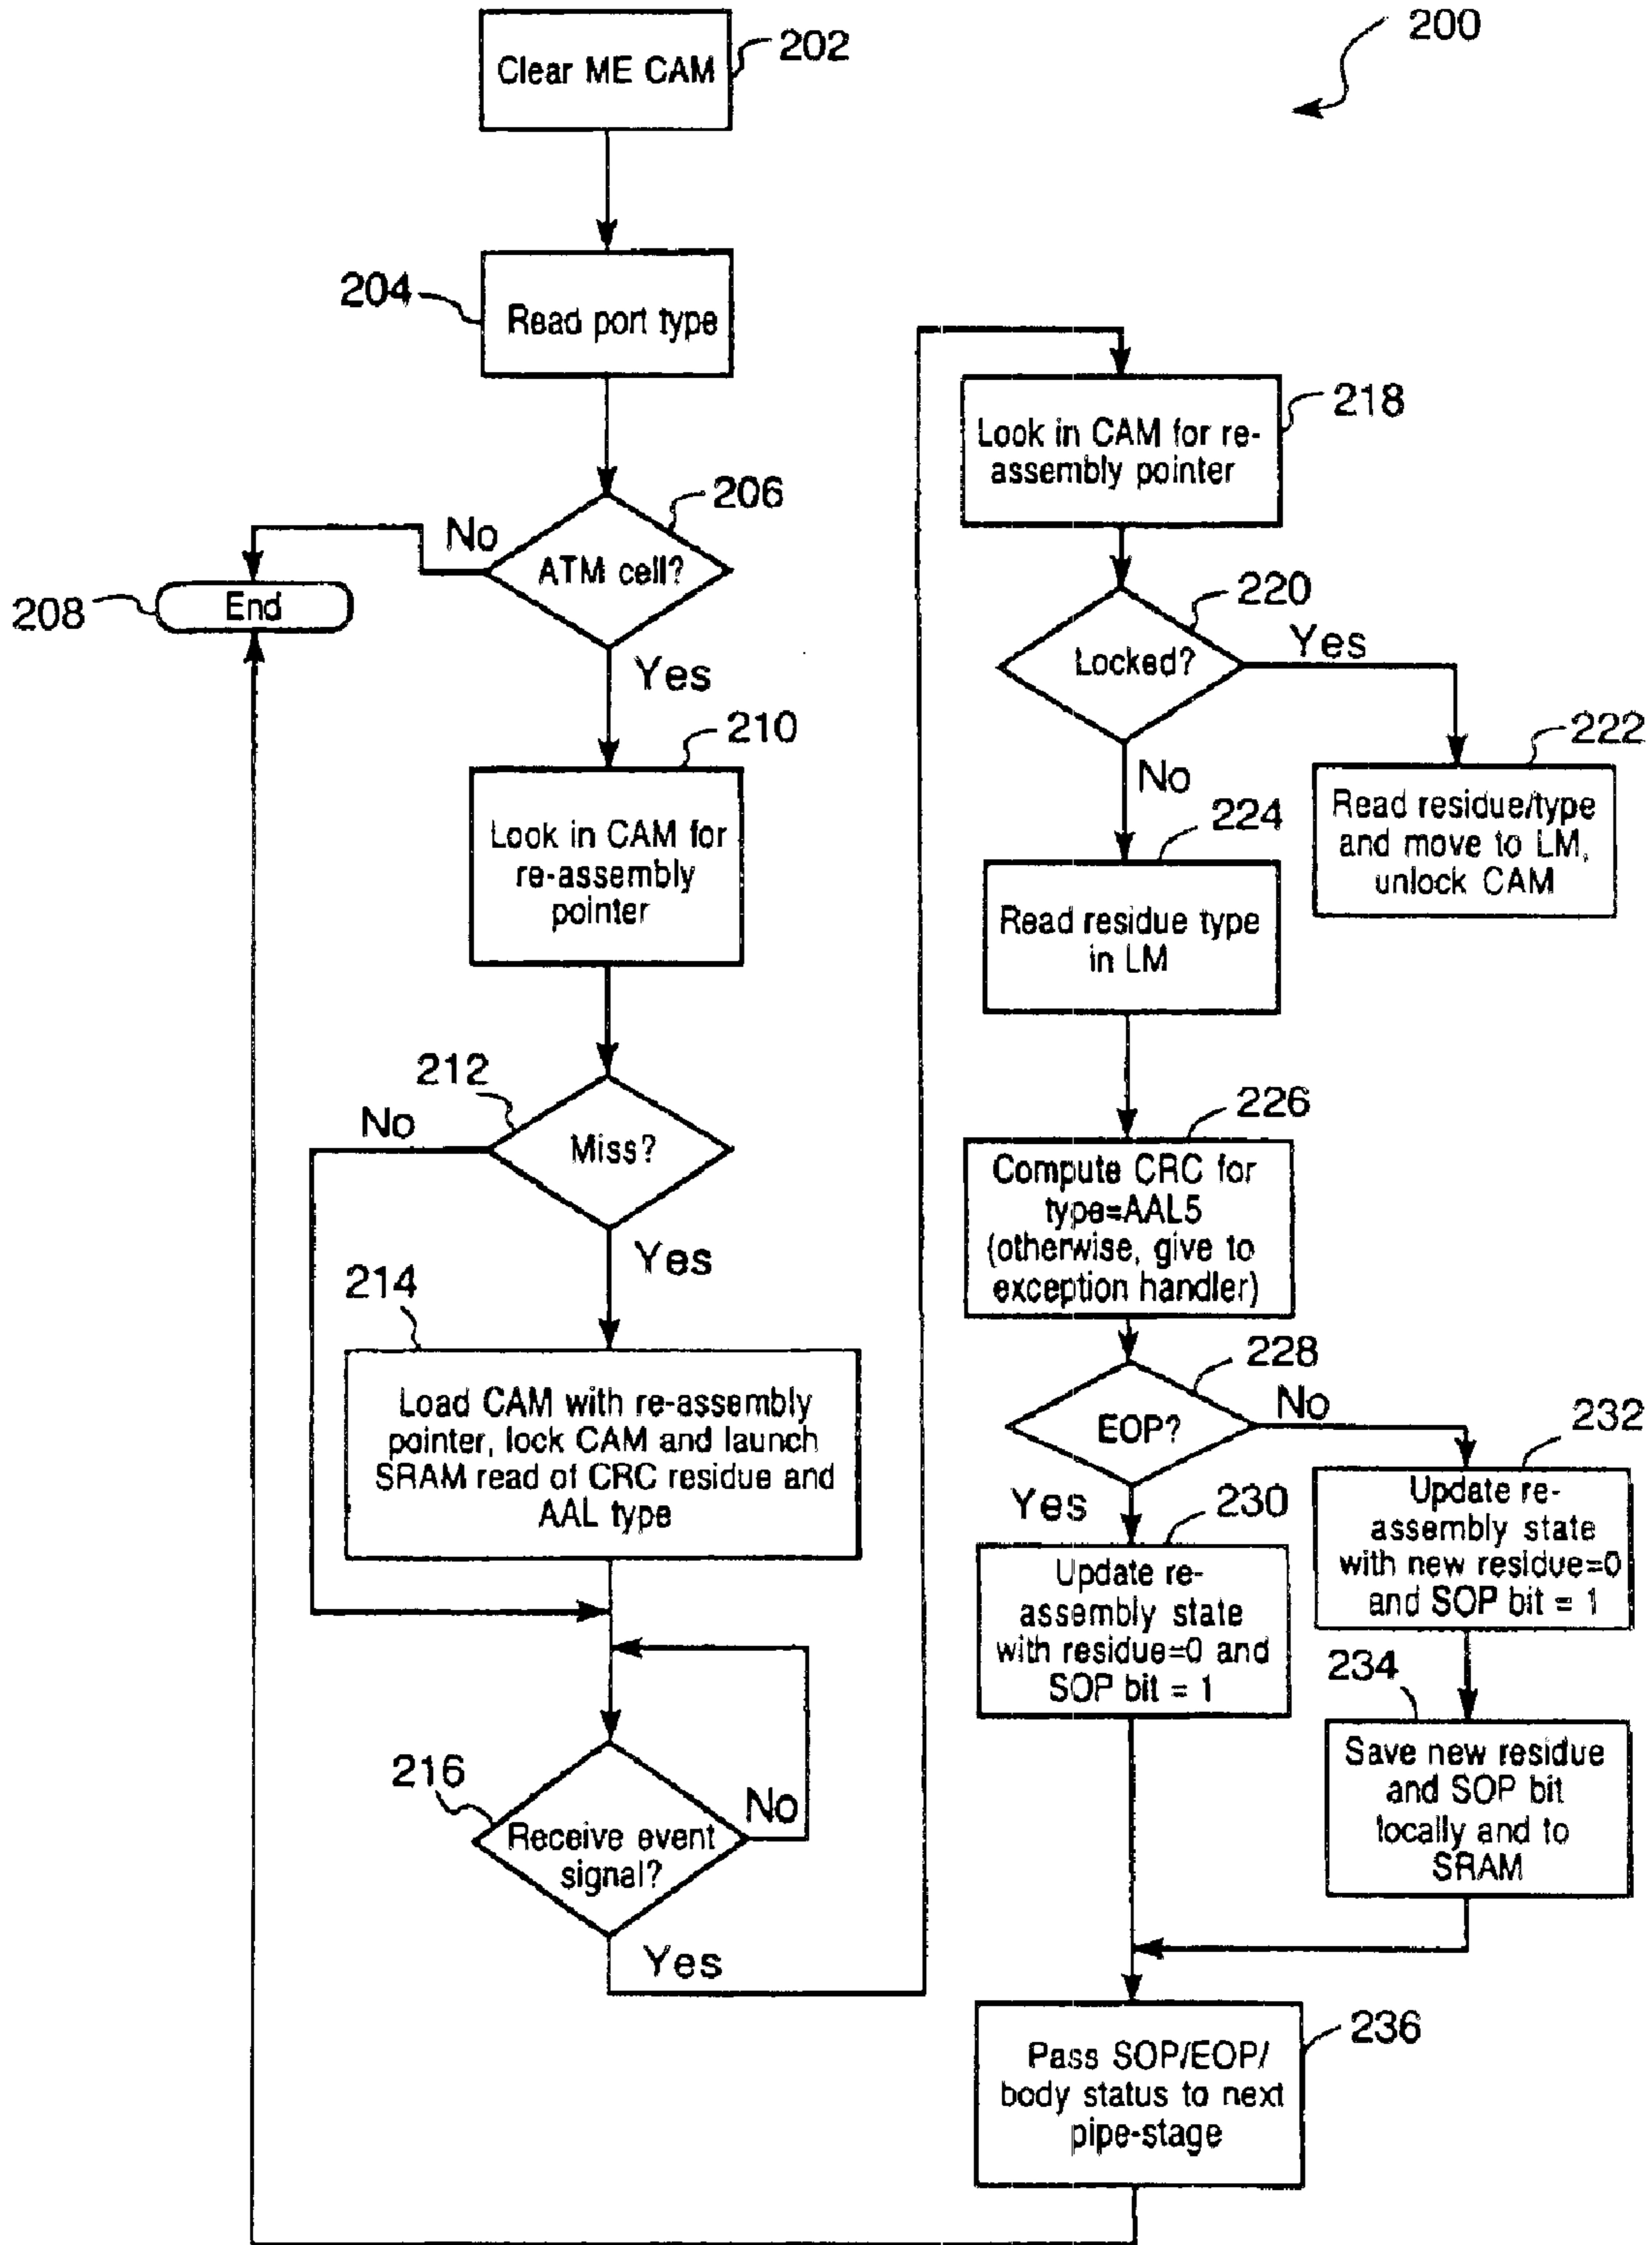 200
Clear ME CAM
202
204
Read port type
206
ATM cell?
No
Yes
208
End
210
Look in CAM for
re-assembly
pointer
212
Miss?
No
Yes
214
Load CAM with re-assembly
pointer, lock CAM and launch
SRAM read of CRC residue and
AAL type
216
Receive event
signal?
No
Yes
218
Look in CAM for re-
assembly pointer
220
Locked?
Yes
No
222
Read residue/type
and move to LM,
unlock CAM
224
Read residue type
in LM
226
Compute CRC for
type=AAL5
(otherwise, give to
exception handler)
228
EOP?
No
Yes
230
Update re-
assembly state
with residue=0 and
SOP bit = 1
232
Update re-
assembly state
with new residue=0
and SOP bit = 1
234
Save new residue
and SOP bit
locally and to
SRAM
236
Pass SOP/EOP/
body status to next
pipe-stage